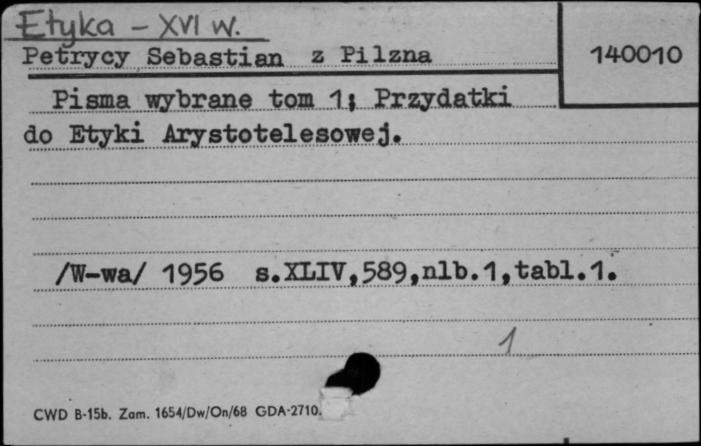 Etyka - XVI w.
Petrycy Sebastian z Pilzna
140010
Pisma wybrane tom 1; Przydatki
do Etyki Arystotelesowej.
/W-wa/ 1956 s.XLIV,589,nlb.1,tabl.1.
1
CWD B-15b. Zam. 1654/Dw/On/68 GDA-2710.